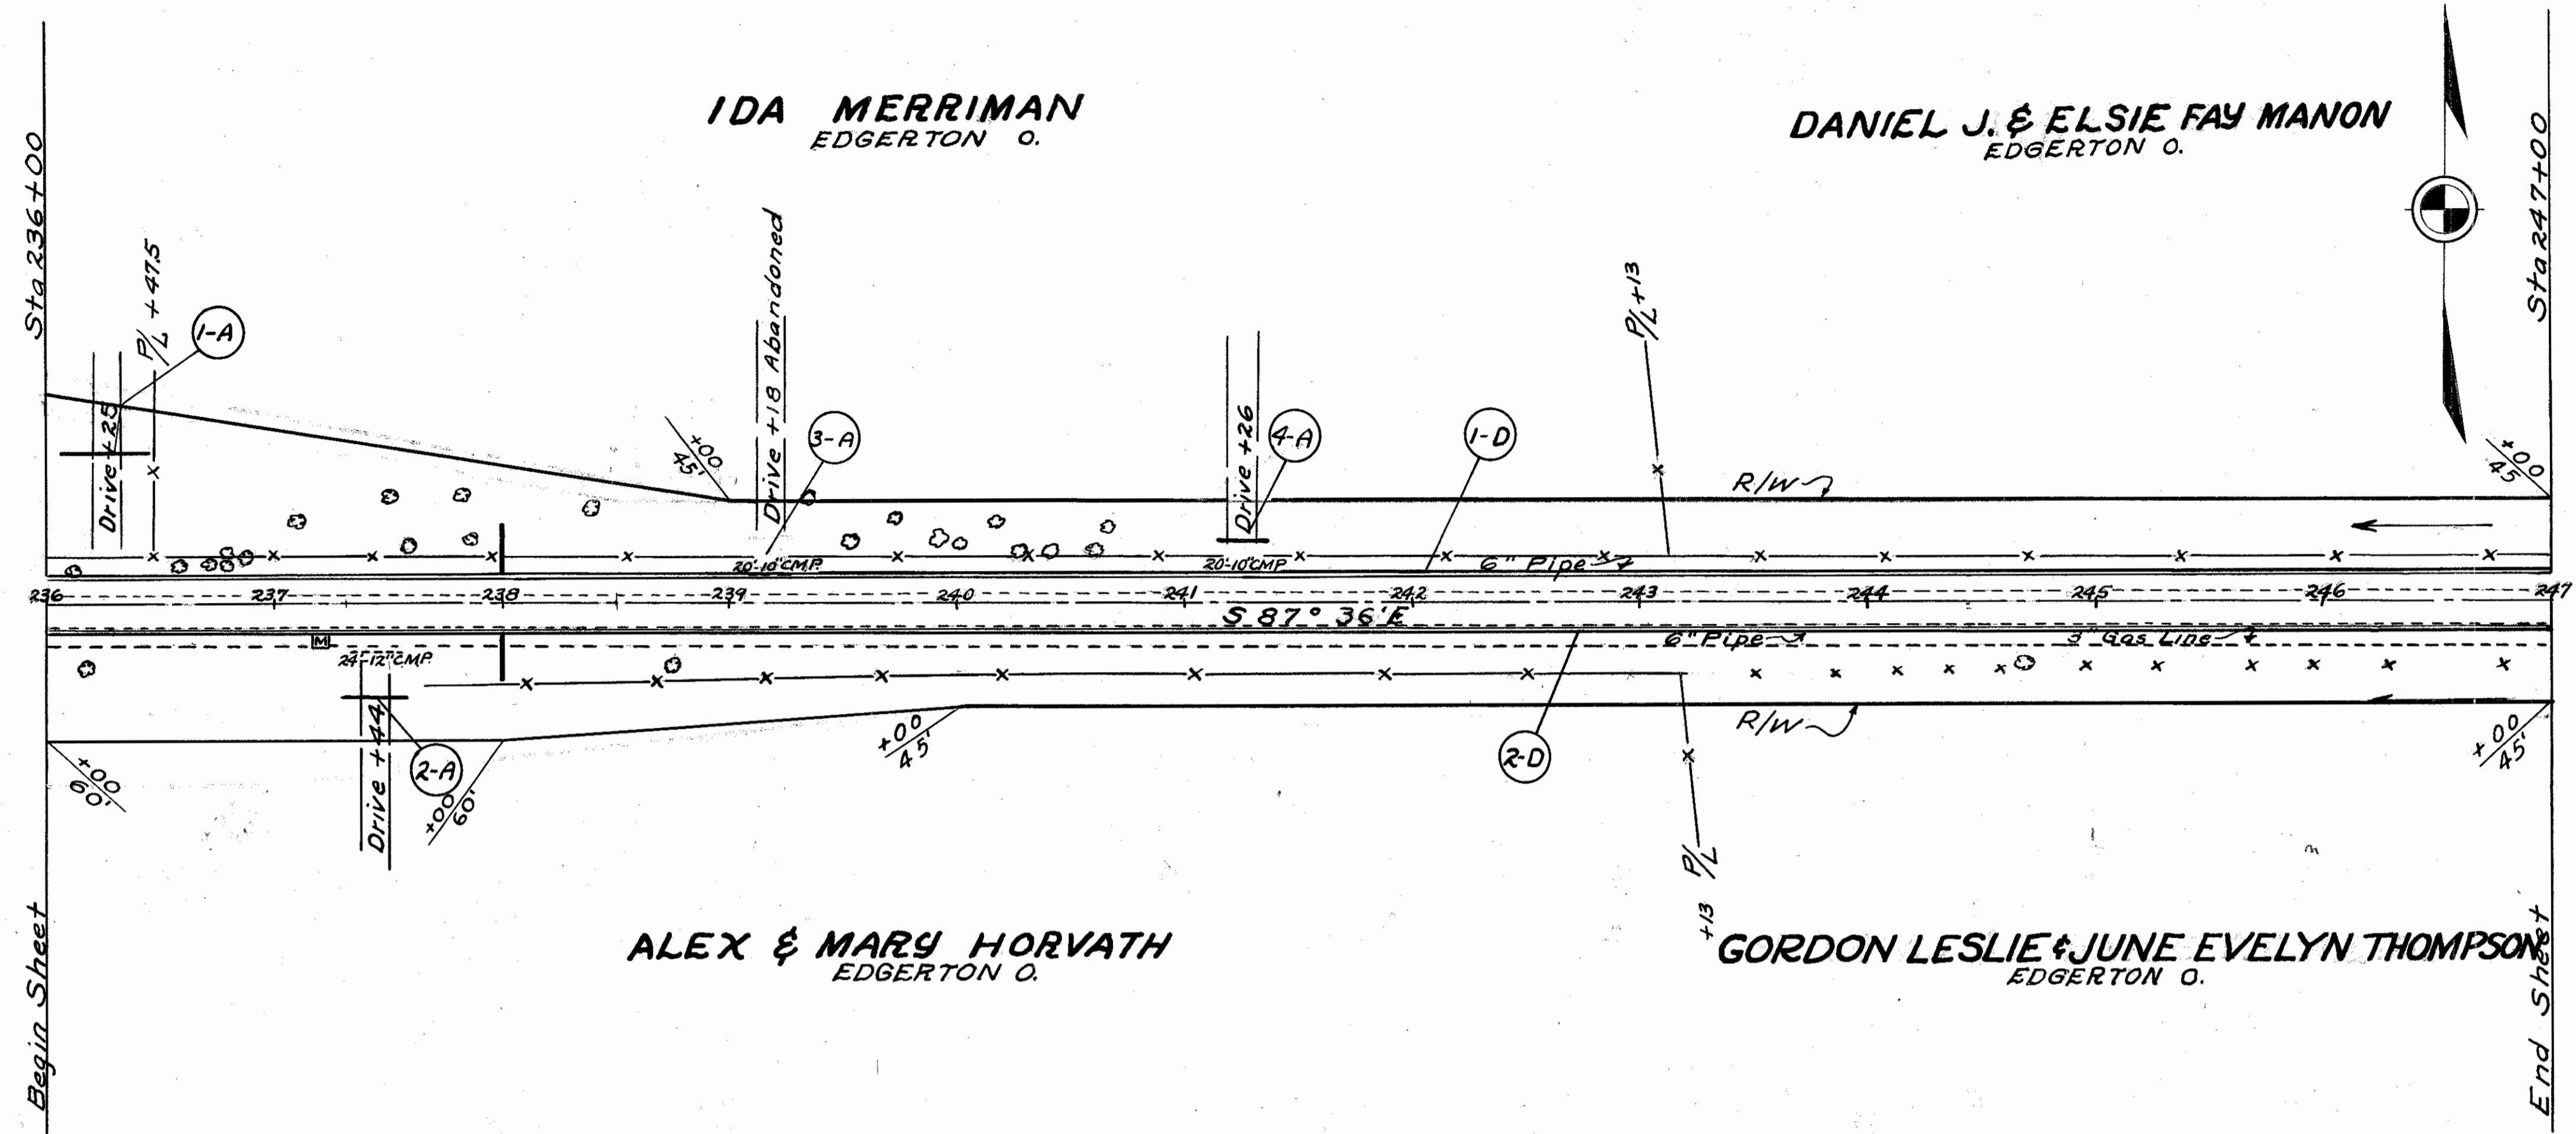 IDA MERRIMAN
EDGERTON O.
DANIEL J. & ELSIE FAY MANON
EDGERTON O.
Sta 236+00
Sta 247+00
P/L +47.5
1-A
Drive +25
+00
45'
Drive +18 Abandoned
3-A
Drive +26
4-A
1-D
P/L +13
R/W
+00
45
20'-10"C.M.P.
20'-10"C.M.P.
6" Pipe
236 237 238 239 240 241 242 243 244 245 246 247
S 87° 36' E
M
24'-12"C.M.P.
6" Pipe
3" Gas Line
+00
60'
Drive +44
2-A
+00
60'
+00
45'
2-D
R/W
+00
45'
P/L
+13
ALEX & MARY HORVATH
EDGERTON O.
GORDON LESLIE & JUNE EVELYN THOMPSON
EDGERTON O.
Begin Sheet
End Sheet